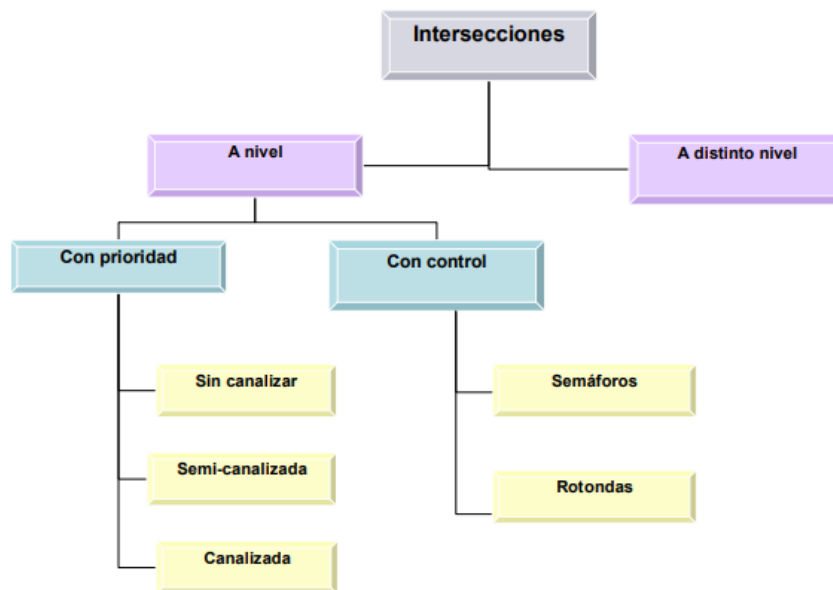 Intersecciones
A nivel
A distinto nivel
Con prioridad
Con control
Sin canalizar
Semáforos
Semi-canalizada
Rotondas
Canalizada